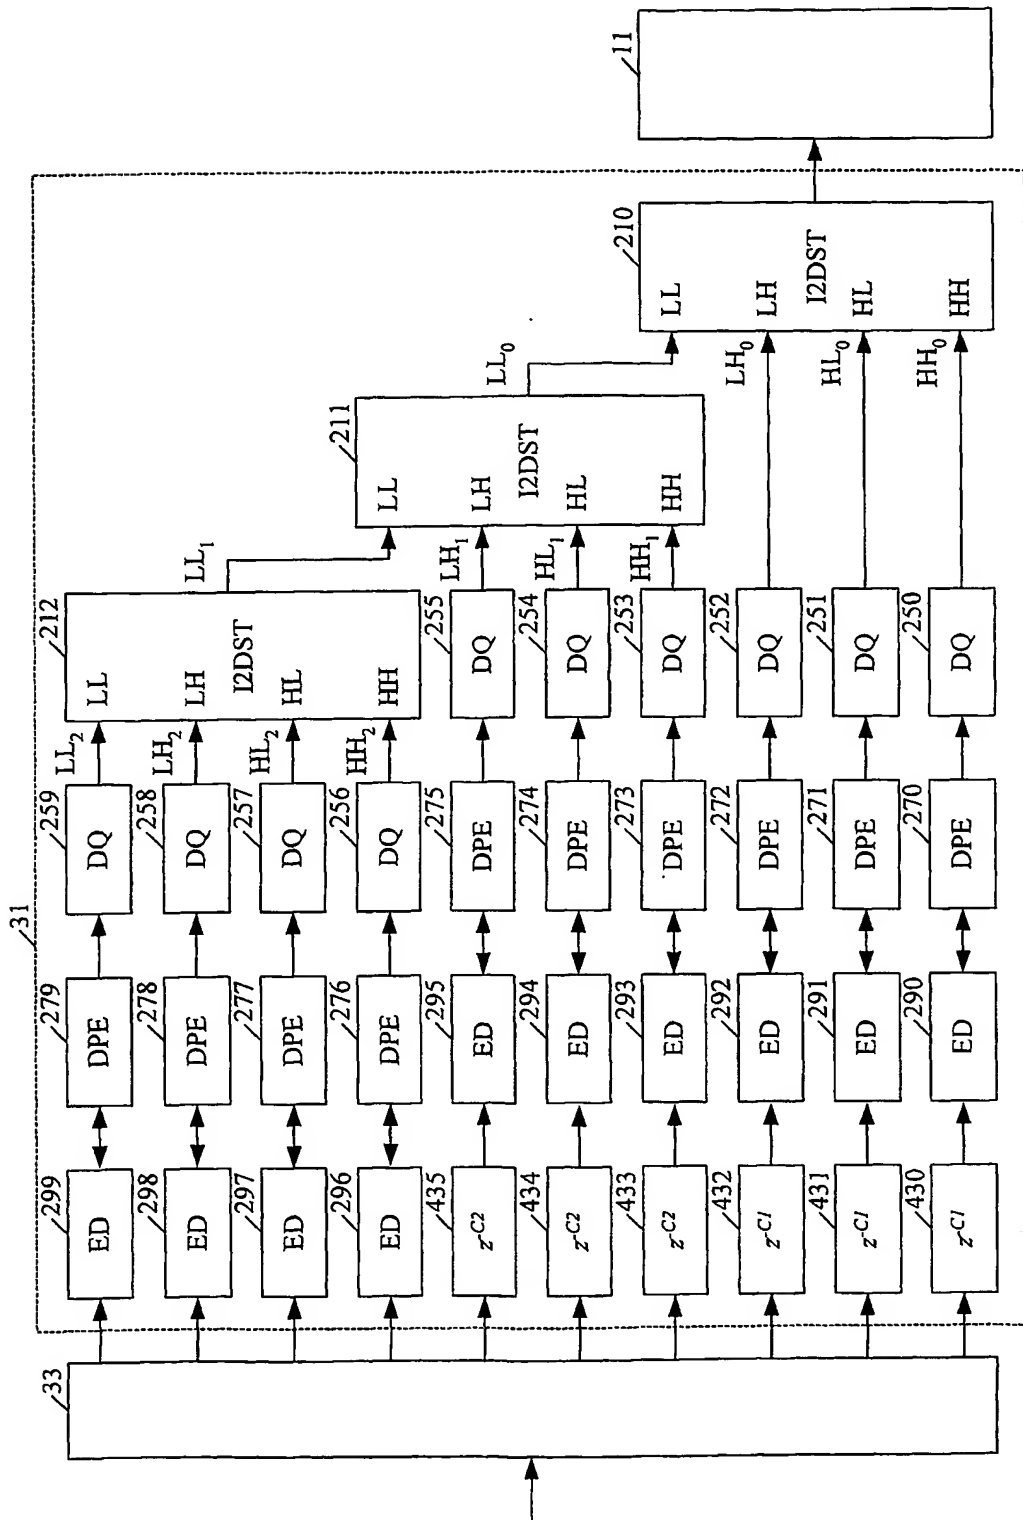 31
11
33
299
ED
279
DPE
259
DQ
LL₂
298
ED
278
DPE
258
DQ
LH₂
297
ED
277
DPE
257
DQ
HL₂
296
ED
276
DPE
256
DQ
HH₂
212
LL
LH
I2DST
HL
HH
LL₁
435
z⁻ᶜ²
295
ED
275
DPE
255
DQ
LH₁
434
z⁻ᶜ²
294
ED
274
DPE
254
DQ
HL₁
433
z⁻ᶜ²
293
ED
273
DPE
253
DQ
HH₁
211
LL
LH
I2DST
HL
HH
LL₀
432
z⁻ᶜ¹
292
ED
272
DPE
252
DQ
LH₀
431
z⁻ᶜ¹
291
ED
271
DPE
251
DQ
HL₀
430
z⁻ᶜ¹
290
ED
270
DPE
250
DQ
HH₀
210
LL
LH
I2DST
HL
HH